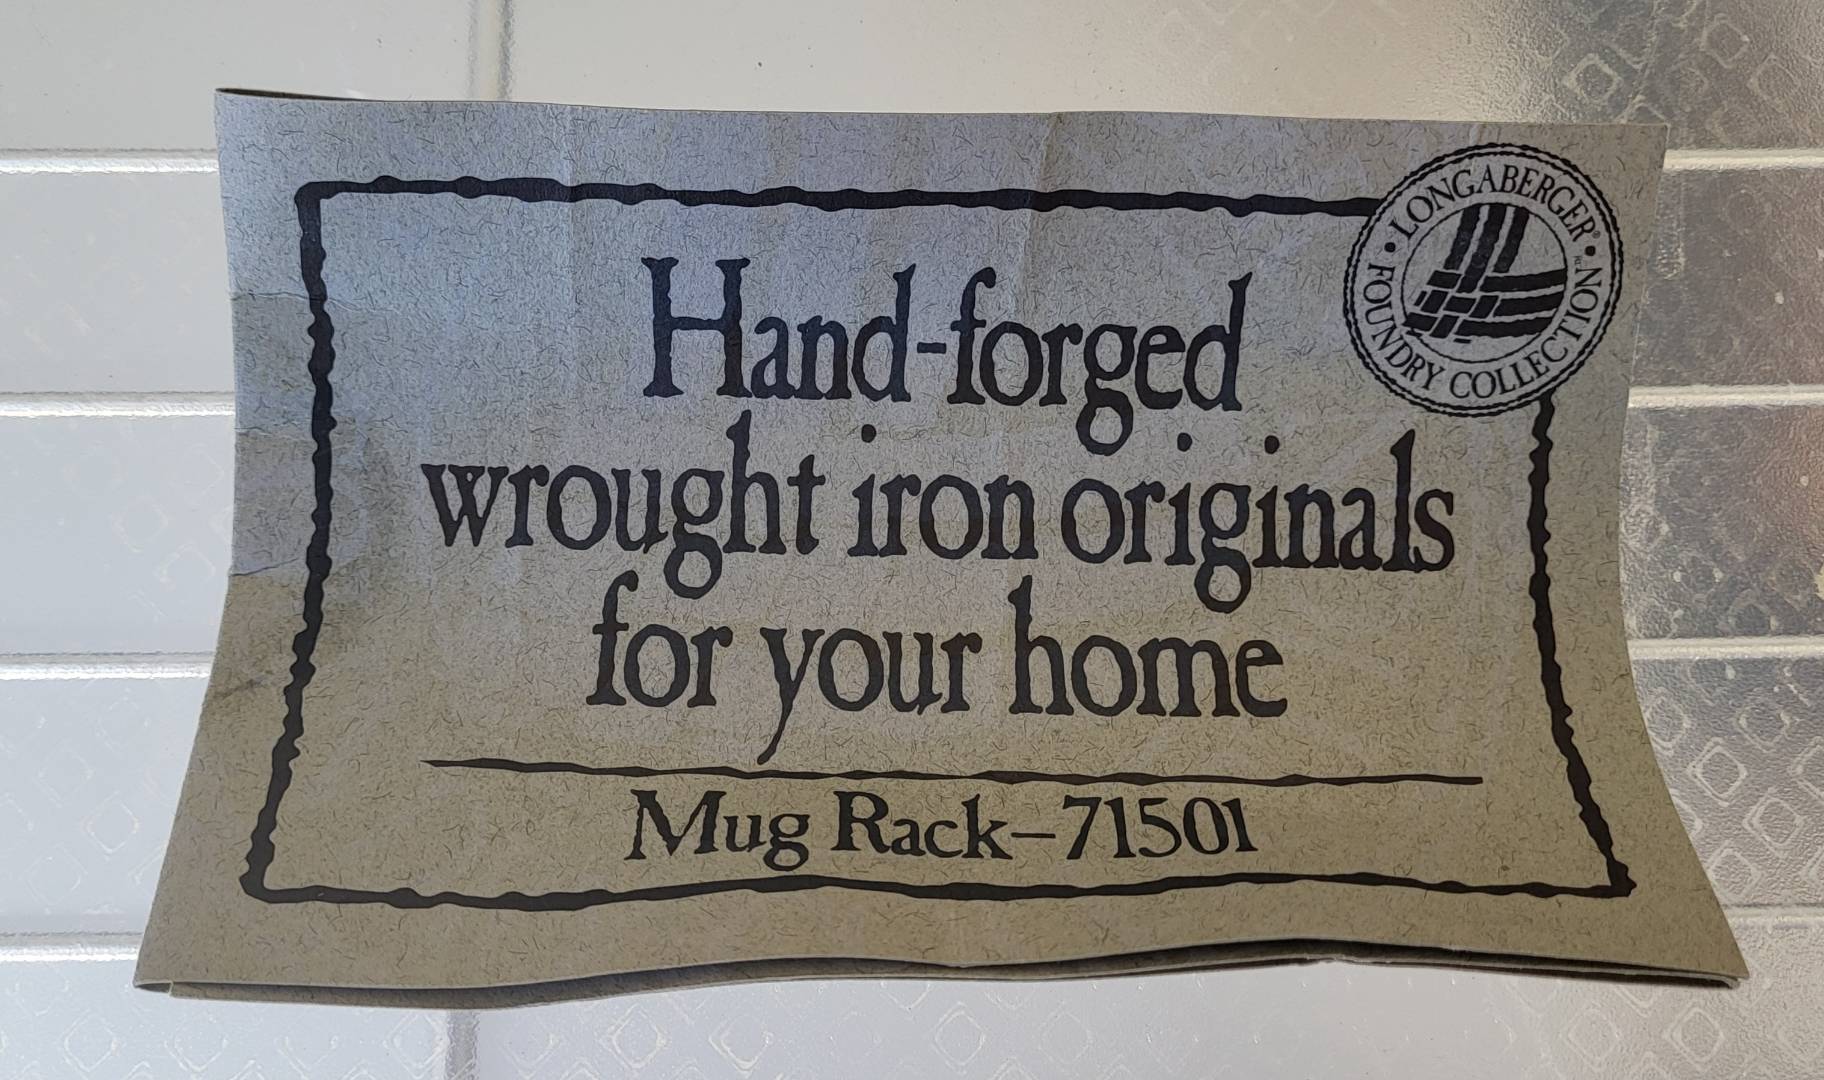 LONGABERGER®
FOUNDRY COLLECTION
Hand-forged
wrought iron originals
for your home
Mug Rack–71501